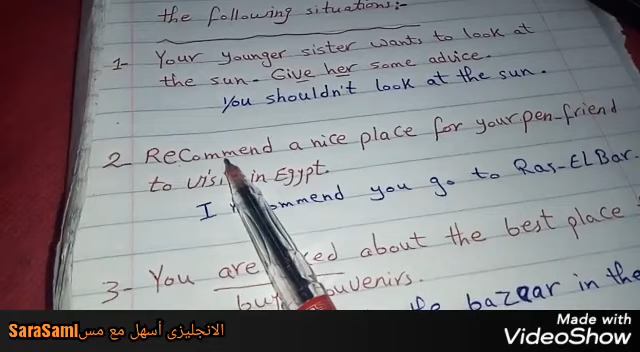 the following situations:-
1- Your younger sister wants to look at
the sun. Give her some advice.
You shouldn't look at the sun.
2 Recommend a nice place for your pen-friend
to visit in Egypt.
I recommend you go to Ras-ELBar.
3- You are asked about the best place
buy souvenirs.
the bazaar in the
الانجليزى أسهل مع مسSaraSamI
Made with
VideoShow